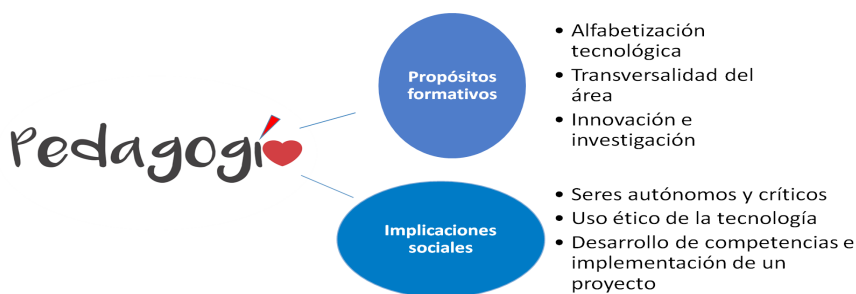 Pedagogí
Propósitos
formativos
• Alfabetización
tecnológica
• Transversalidad del
área
• Innovación e
investigación
Implicaciones
sociales
• Seres autónomos y críticos
• Uso ético de la tecnología
• Desarrollo de competencias e
implementación de un
proyecto